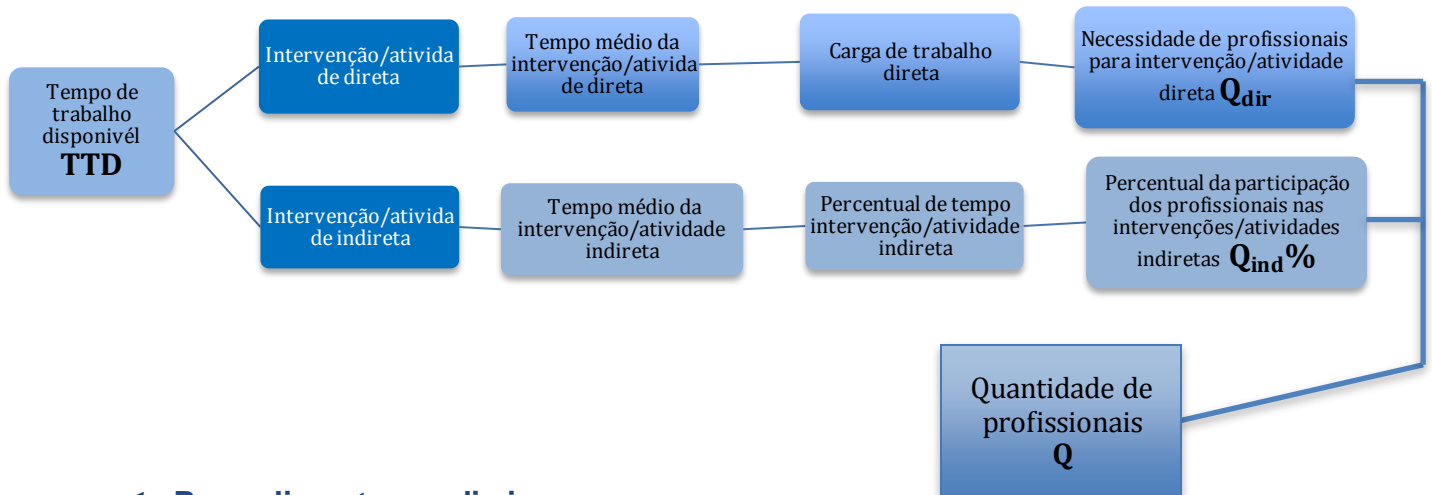 Tempo de
trabalho
disponivél
TTD
Intervenção/ativida
de direta
Tempo médio da
intervenção/ativida
de direta
Carga de trabalho
direta
Necessidade de profissionais
para intervenção/atividade
direta Qdir
Intervenção/ativida
de indireta
Tempo médio da
intervenção/atividade
indireta
Percentual de tempo
intervenção/atividade
indireta
Percentual da participação
dos profissionais nas
intervenções/atividades
indiretas Qind%
Quantidade de
profissionais
Q